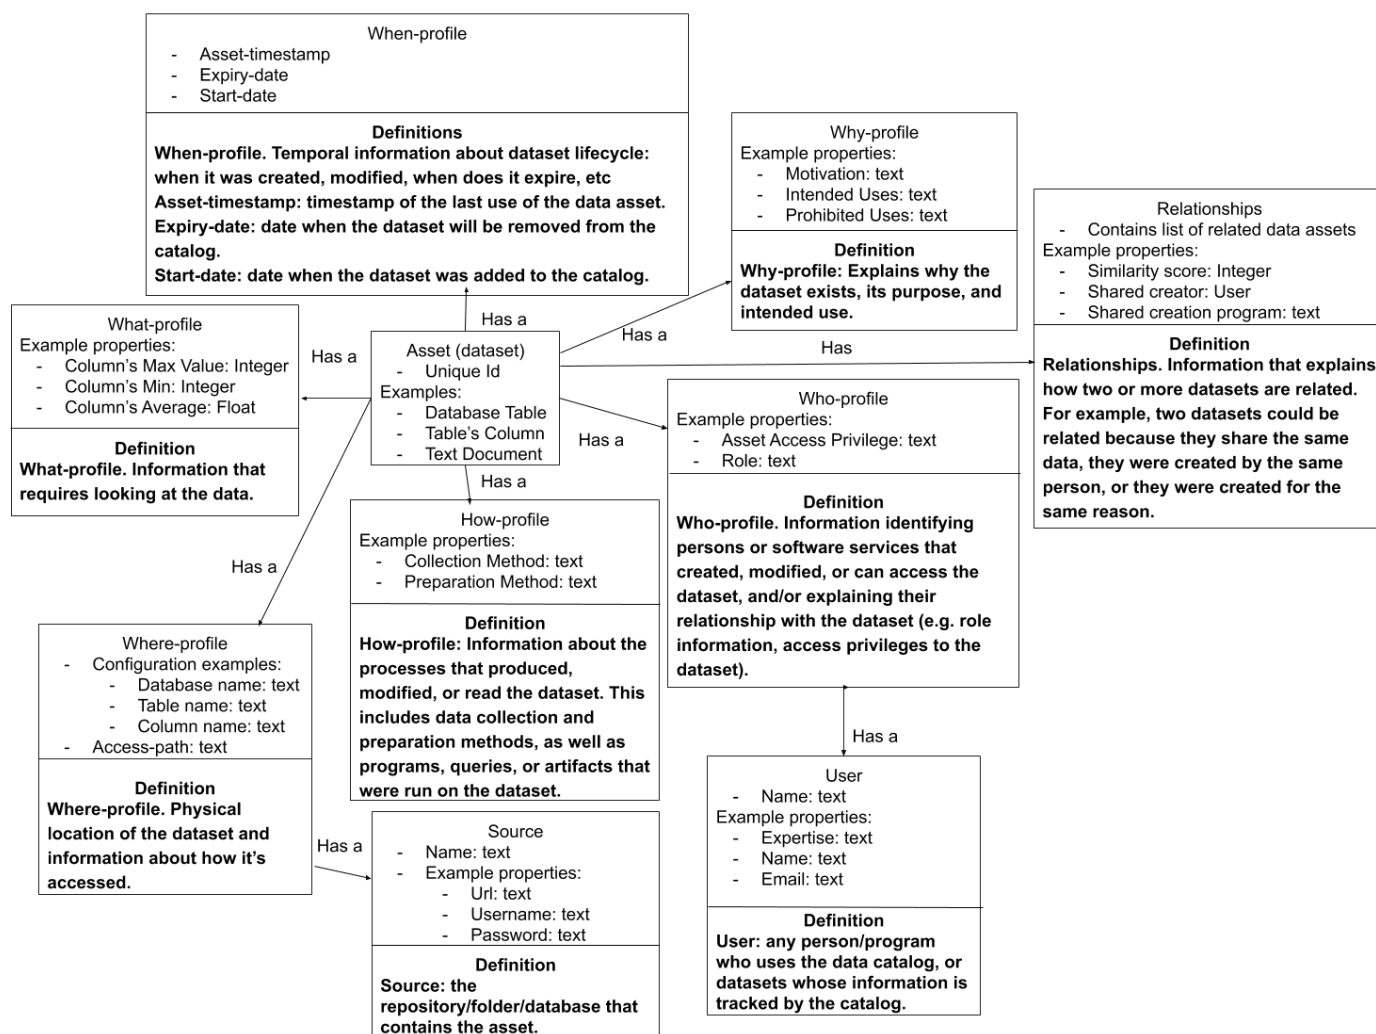 When-profile
- Asset-timestamp
- Expiry-date
- Start-date
Definitions
When-profile. Temporal information about dataset lifecycle:
when it was created, modified, when does it expire, etc
Asset-timestamp: timestamp of the last use of the data asset.
Expiry-date: date when the dataset will be removed from the
catalog.
Start-date: date when the dataset was added to the catalog.
Why-profile
Example properties:
- Motivation: text
- Intended Uses: text
- Prohibited Uses: text
Definition
Why-profile: Explains why the
dataset exists, its purpose, and
intended use.
Relationships
- Contains list of related data assets
Example properties:
- Similarity score: Integer
- Shared creator: User
- Shared creation program: text
Definition
Relationships. Information that explains
how two or more datasets are related.
For example, two datasets could be
related because they share the same
data, they were created by the same
person, or they were created for the
same reason.
What-profile
Example properties:
- Column's Max Value: Integer
- Column's Min: Integer
- Column's Average: Float
Definition
What-profile. Information that
requires looking at the data.
Has a
Has a
Has a
Has
Asset (dataset)
- Unique Id
Examples:
- Database Table
- Table's Column
- Text Document
Has a
Has a
Has a
Who-profile
Example properties:
- Asset Access Privilege: text
- Role: text
Definition
Who-profile. Information identifying
persons or software services that
created, modified, or can access the
dataset, and/or explaining their
relationship with the dataset (e.g. role
information, access privileges to the
dataset).
How-profile
Example properties:
- Collection Method: text
- Preparation Method: text
Definition
How-profile: Information about the
processes that produced,
modified, or read the dataset. This
includes data collection and
preparation methods, as well as
programs, queries, or artifacts that
were run on the dataset.
Where-profile
- Configuration examples:
- Database name: text
- Table name: text
- Column name: text
- Access-path: text
Definition
Where-profile. Physical
location of the dataset and
information about how it's
accessed.
Has a
Source
- Name: text
- Example properties:
- Url: text
- Username: text
- Password: text
Definition
Source: the
repository/folder/database that
contains the asset.
Has a
User
- Name: text
Example properties:
- Expertise: text
- Name: text
- Email: text
Definition
User: any person/program
who uses the data catalog, or
datasets whose information is
tracked by the catalog.